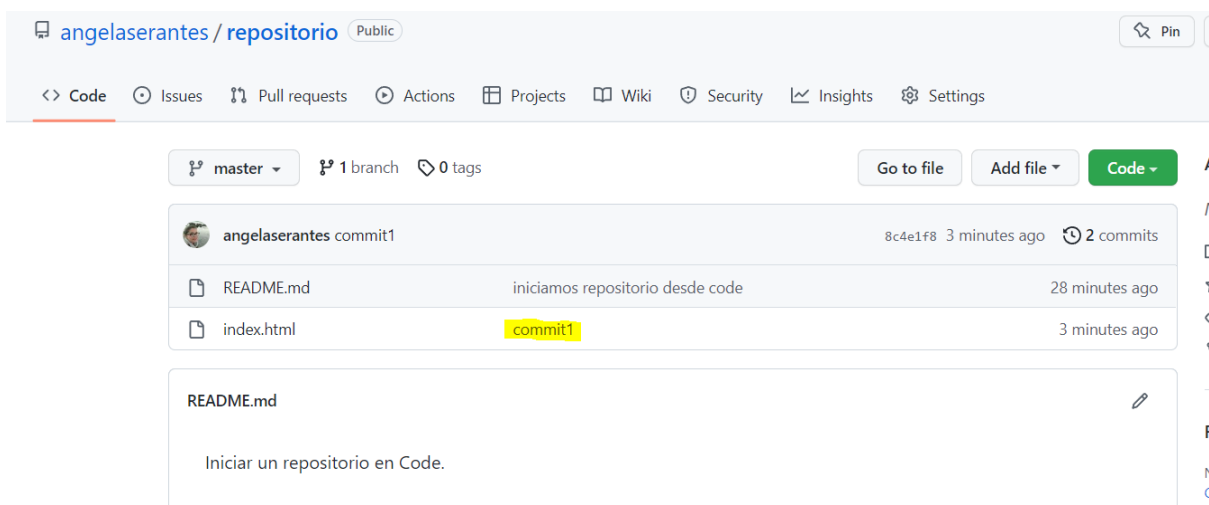 angelaserantes / repositorio Public Pin
Code Issues Pull requests Actions Projects Wiki Security Insights Settings
master 1 branch 0 tags Go to file Add file Code
angelaserantes commit1 8c4e1f8 3 minutes ago 2 commits
README.md iniciamos repositorio desde code 28 minutes ago
index.html commit1 3 minutes ago
README.md
Iniciar un repositorio en Code.